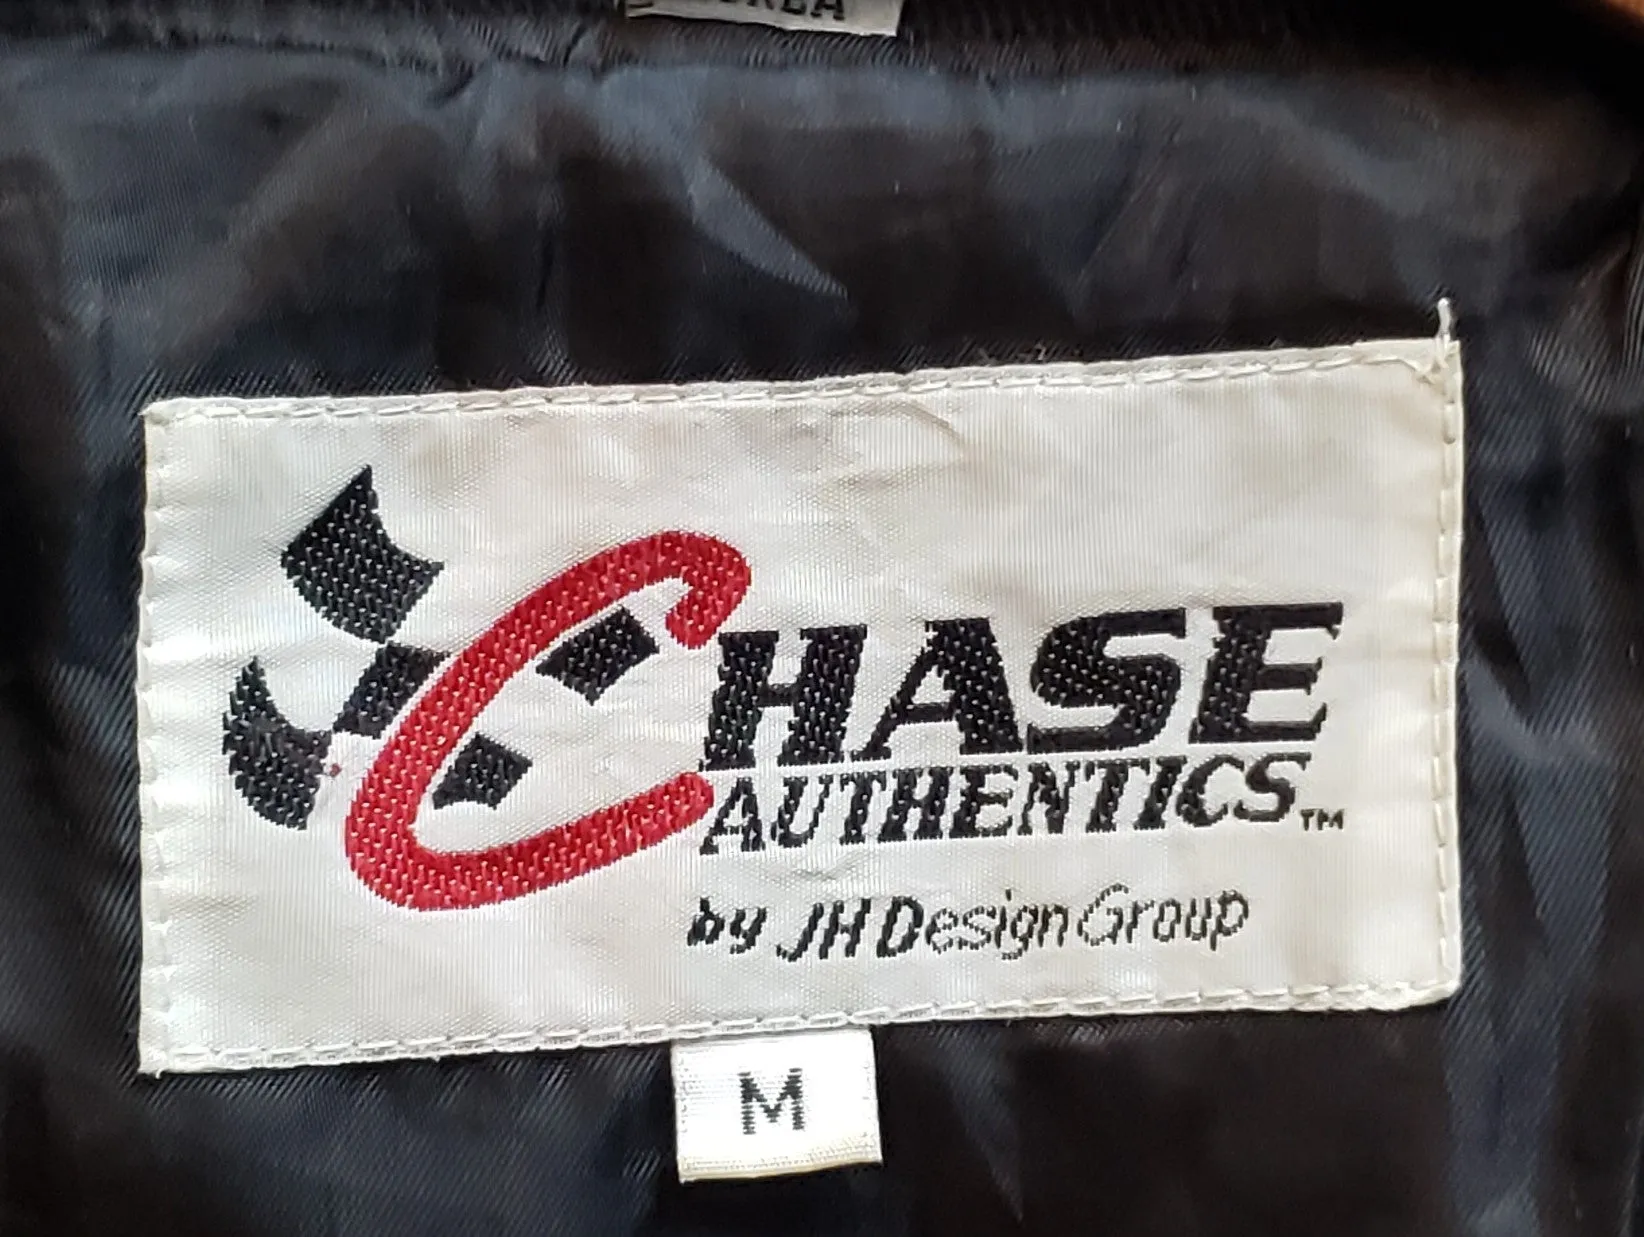 CHASE
AUTHENTICS™
by JH Design Group
M